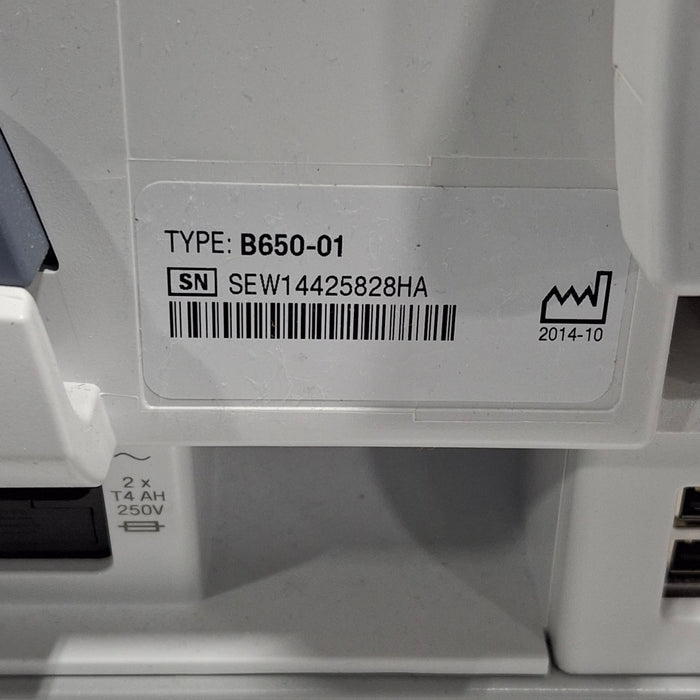 TYPE: B650-01
SN SEW14425828HA
2014-10
2 x
T4 AH
250V